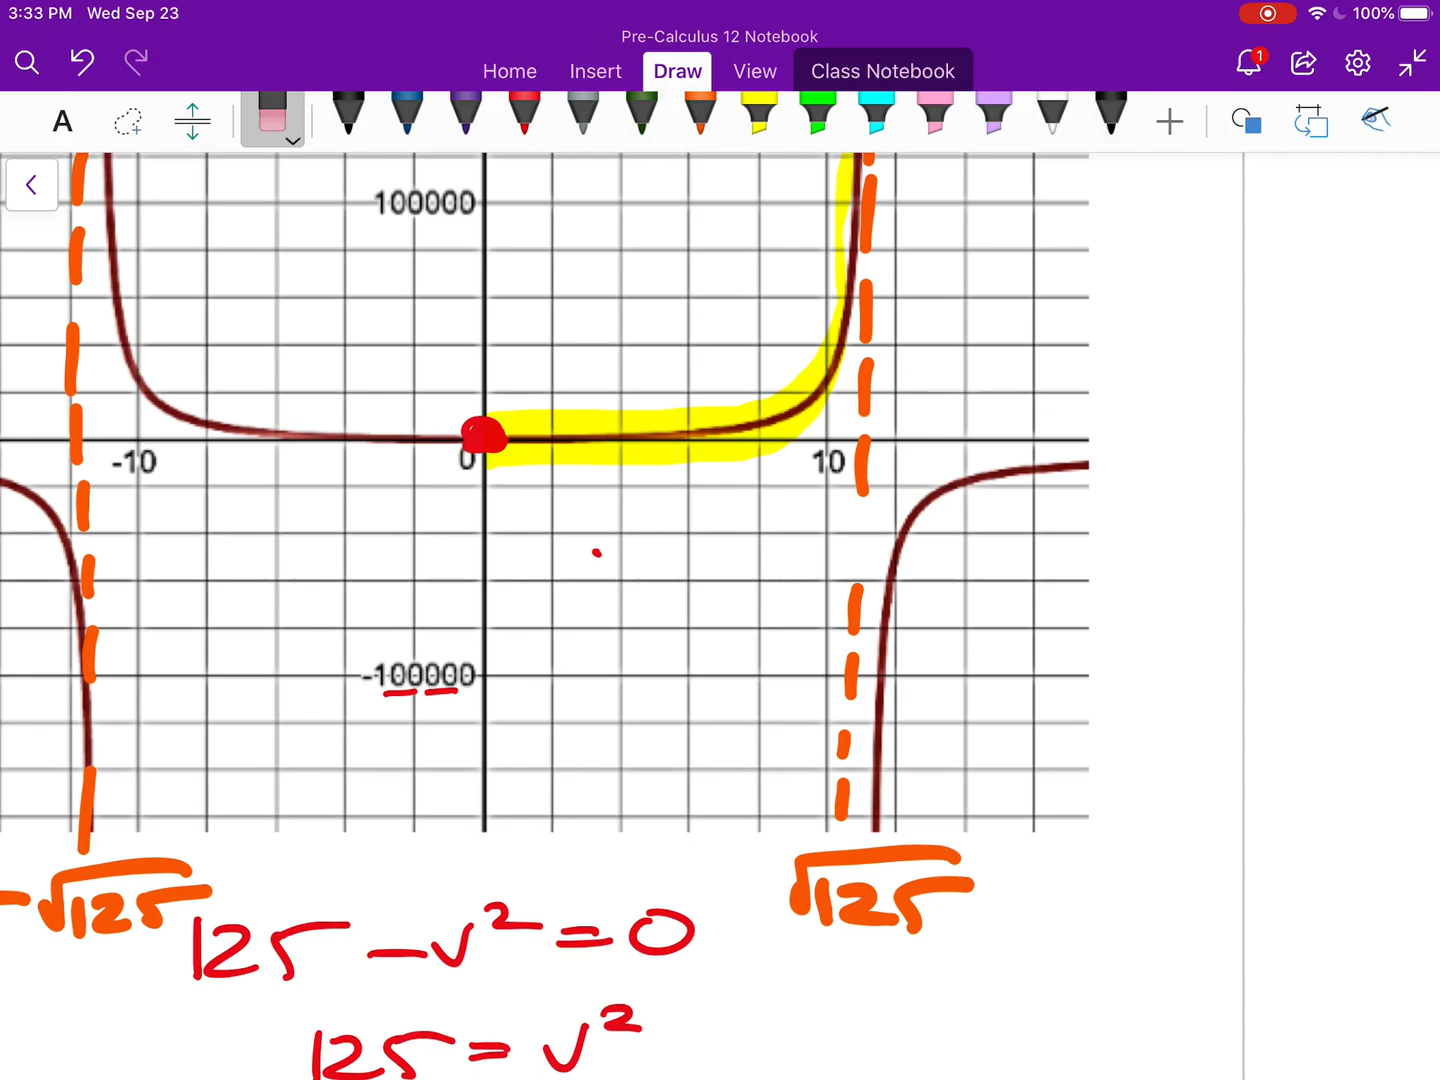 3:33 PM Wed Sep 23
100%
Pre-Calculus 12 Notebook
1
Home Insert Draw View Class Notebook
A
100000
-10 0 10
-100000
-√125 √125
125 - v² = 0
125 = v²